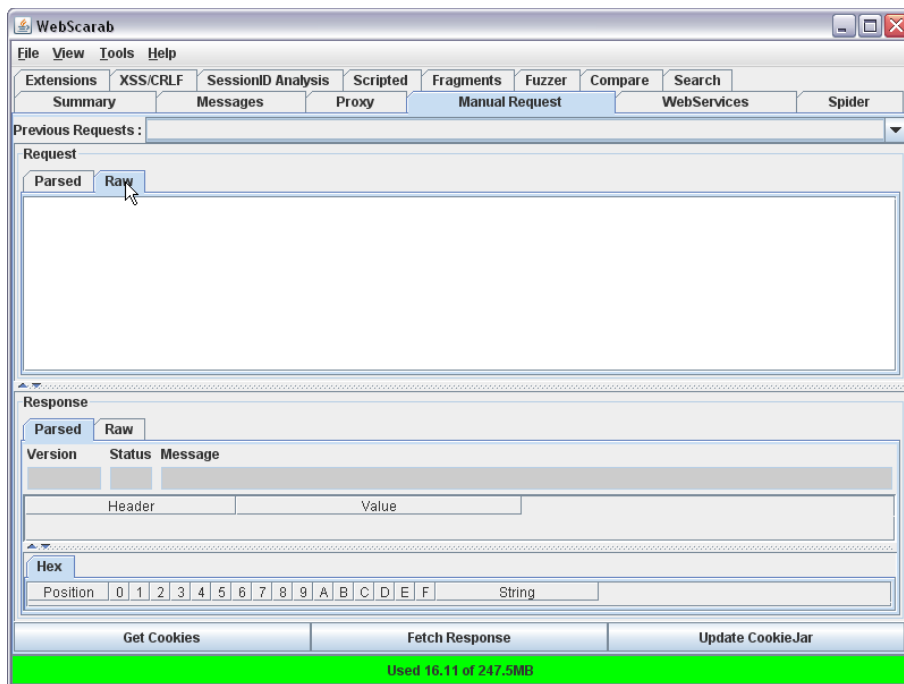 WebScarab
File View Tools Help
Extensions XSS/CRLF SessionID Analysis Scripted Fragments Fuzzer Compare Search
Summary Messages Proxy Manual Request WebServices Spider
Previous Requests :
Request
Parsed Raw
Response
Parsed Raw
Version Status Message
Header Value
Hex
Position 0 1 2 3 4 5 6 7 8 9 A B C D E F String
Get Cookies Fetch Response Update CookieJar
Used 16.11 of 247.5MB